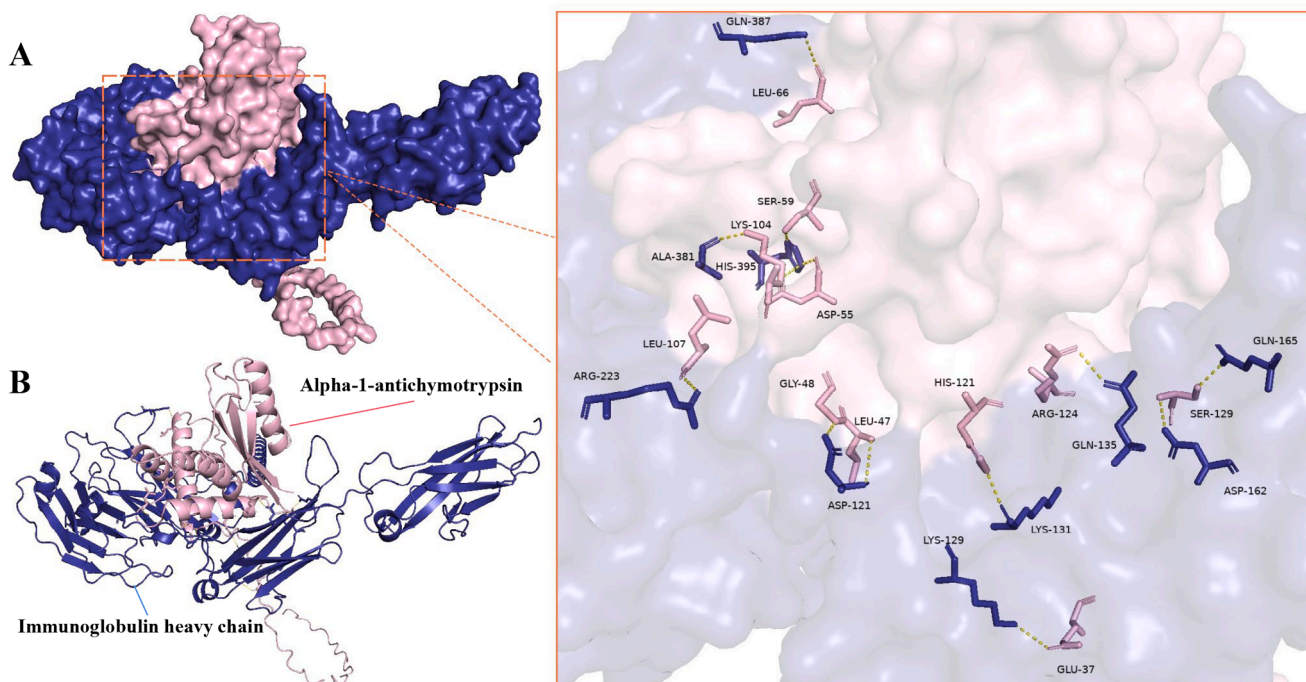 A
B
Alpha-1-antichymotrypsin
Immunoglobulin heavy chain
GLN-387
LEU-66
SER-59
LYS-104
ALA-381
HIS-395
ASP-55
LEU-107
ARG-223
GLY-48
LEU-47
ASP-121
HIS-121
ARG-124
GLN-165
SER-129
GLN-135
ASP-162
LYS-131
LYS-129
GLU-37